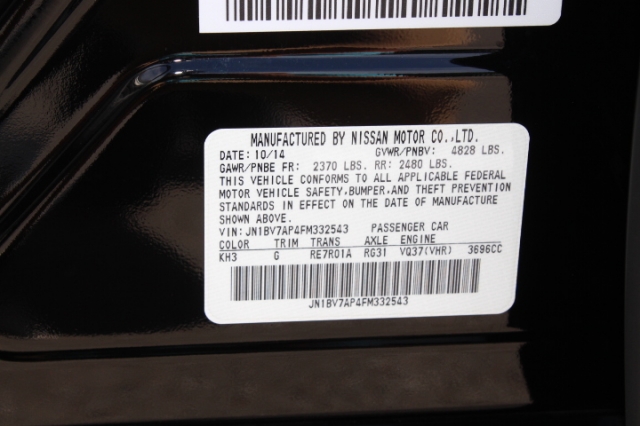 MANUFACTURED BY NISSAN MOTOR CO.,LTD.
DATE: 10/14 GVWR/PNBV: 4828 LBS.
GAWR/PNBE FR: 2370 LBS. RR: 2480 LBS.
THIS VEHICLE CONFORMS TO ALL APPLICABLE FEDERAL
MOTOR VEHICLE SAFETY,BUMPER,AND THEFT PREVENTION
STANDARDS IN EFFECT ON THE DATE OF MANUFACTURE
SHOWN ABOVE.
VIN: JN1BV7AP4FM332543 PASSENGER CAR
COLOR TRIM TRANS AXLE ENGINE
KH3 G RE7R01A RG31 VQ37(VHR) 3696CC
JN1BV7AP4FM332543